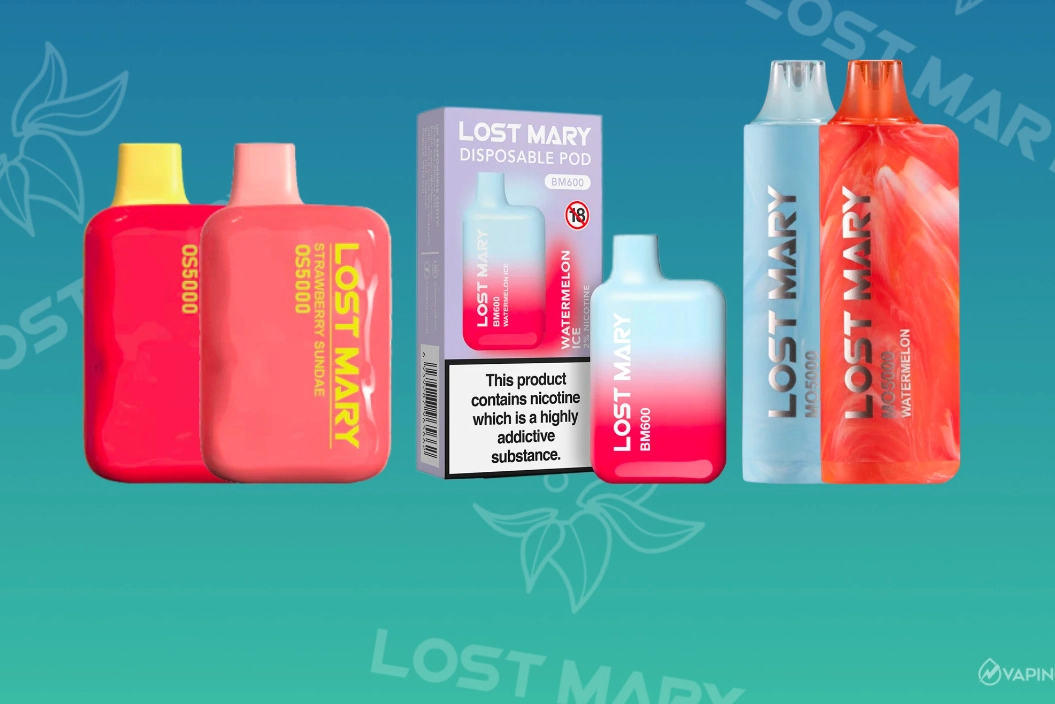 LOST MARY
OS5000
LOST MARY
STRAWBERRY SUNDAE
OS5000
LOST MARY
DISPOSABLE POD
BM600
18
LOST MARY
BM600
WATERMELON ICE
WATERMELON
ICE
2% NICOTINE
This product
contains nicotine
which is a highly
addictive
substance.
LOST MARY
BM600
LOST MARY
MO5000
LOST MARY
MO5000
WATERMELON
LOST MARY
VAPIN